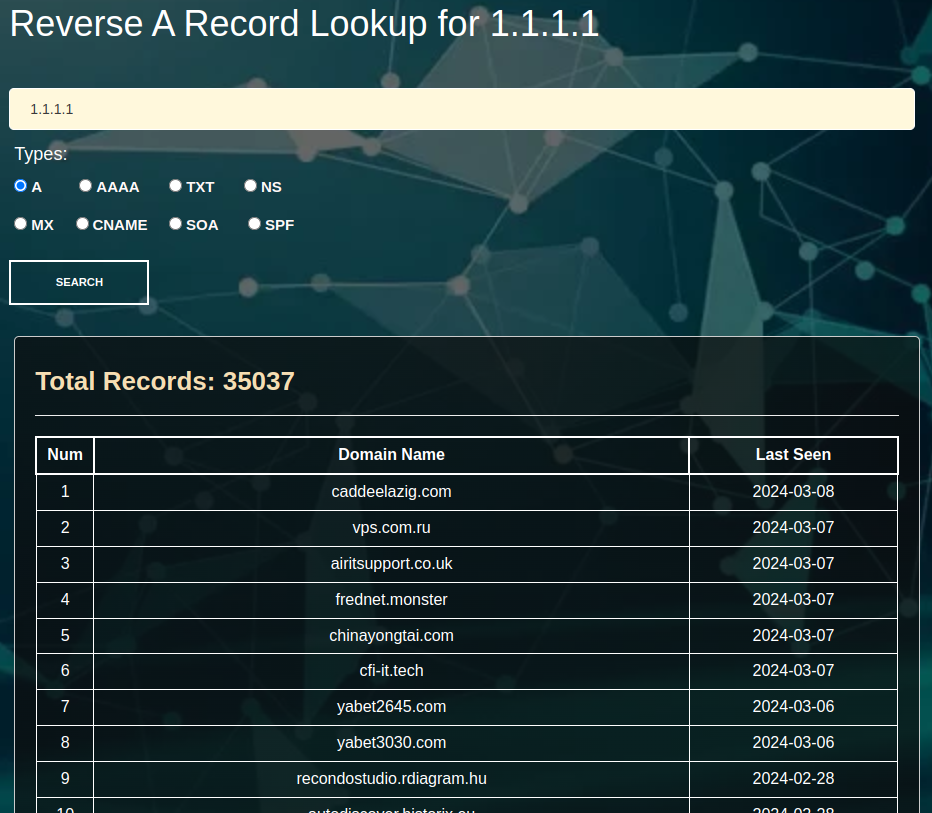 Reverse A Record Lookup for 1.1.1.1
1.1.1.1
Types:
A AAAA TXT NS
MX CNAME SOA SPF
SEARCH
Total Records: 35037
Num Domain Name Last Seen
1 caddeelazig.com 2024-03-08
2 vps.com.ru 2024-03-07
3 airitsupport.co.uk 2024-03-07
4 frednet.monster 2024-03-07
5 chinayongtai.com 2024-03-07
6 cfi-it.tech 2024-03-07
7 yabet2645.com 2024-03-06
8 yabet3030.com 2024-03-06
9 recondostudio.rdiagram.hu 2024-02-28
10 2024-02-28